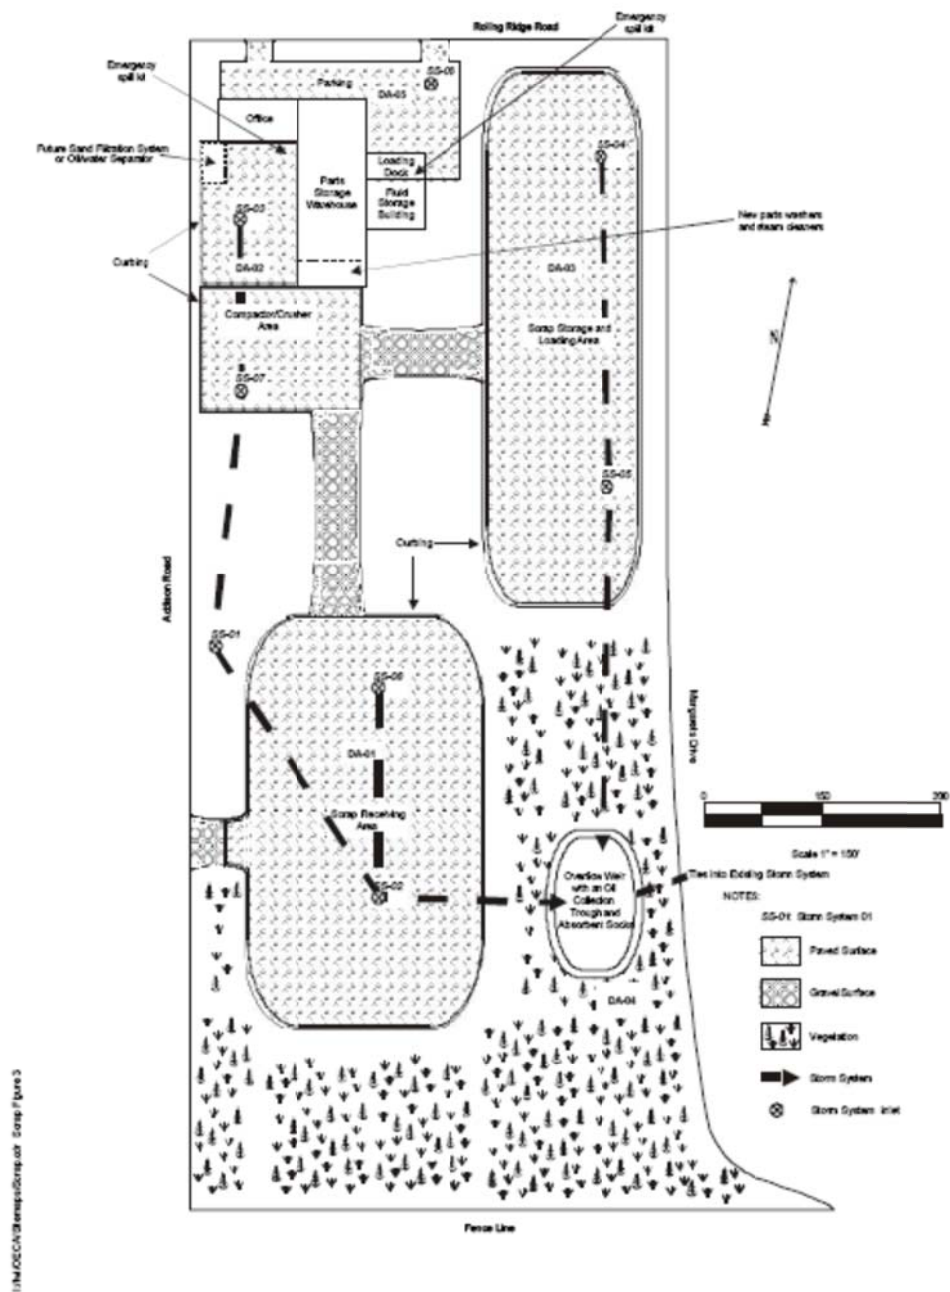 Rolling Ridge Road
Emergency
spill kit
Emergency
spill kit
SS-06
Parking
DA-05
Office
Future Sand Filtration System
or Oil/water Separator
Loading
Dock
Parts
Storage
Warehouse
Fluid
Storage
Building
SS-04
SS-03
New parts washers
and steam cleaners
Curbing
DA-02
DA-03
Compactor/Crusher
Area
Scrap Storage and
Loading Area
N
SS-07
SS-05
Curbing
Addison Road
SS-01
Margaret's Drive
DA-01
Scrap Receiving
Area
0
150
Scale 1" = 150'
SS-02
Overflow Weir
with an Oil
Collection
Trough and
Absorbent Socks
Ties into Existing Storm System
NOTES:
SS-01: Storm System 01
Paved Surface
Gravel Surface
DA-04
Vegetation
Storm System
Storm System Inlet
Fence Line